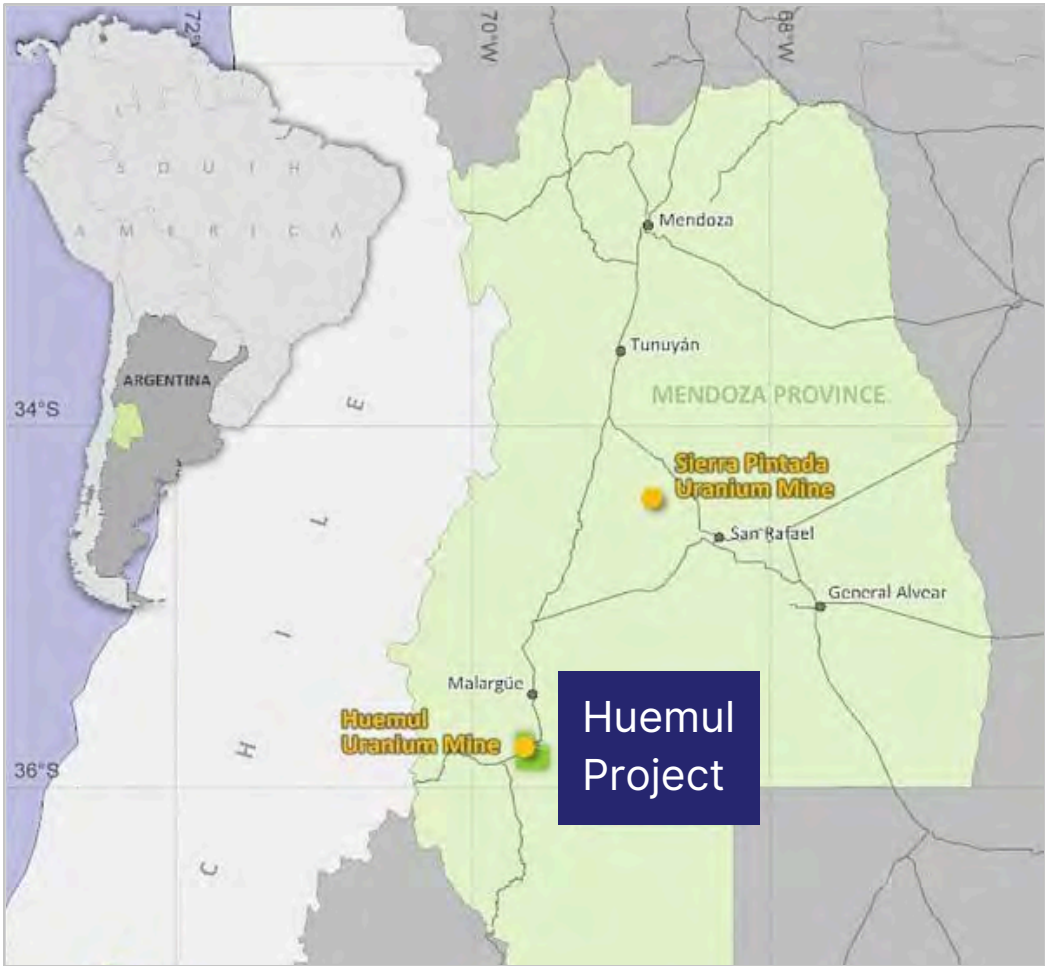 72°W
70°W
68°W
SOUTH
AMERICA
ARGENTINA
34°S
36°S
CHILE
Mendoza
Tunuyán
MENDOZA PROVINCE
Sierra Pintada
Uranium Mine
San Rafael
General Alvear
Malargüe
Huemul
Uranium Mine
Huemul
Project